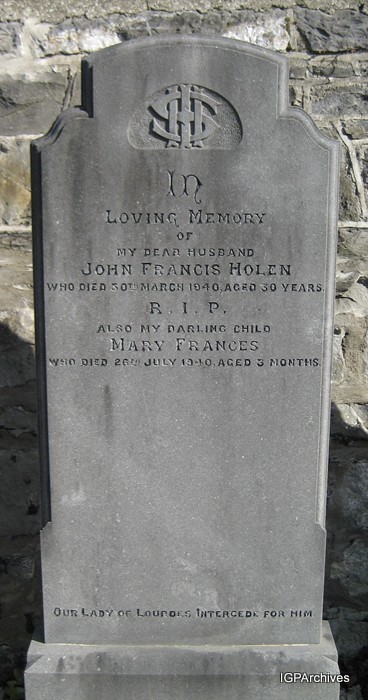 IHS
In
Loving Memory
of
my dear husband
John Francis Holen
who died 30th March 1940, aged 30 years.
R. I. P.
also my darling child
Mary Frances
who died 26th July 1940, aged 3 months.
Our Lady of Lourdes Intercede for him
IGPArchives